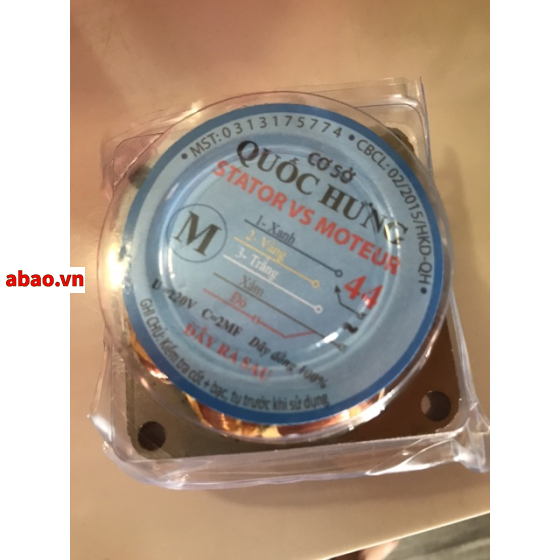 • MST: 0313175774 • CBCL: 02/2015/HKD-QH •
CƠ SỞ
QUỐC HƯNG
STATOR VS MOTEUR
M
44
1- Xanh
2- Vàng
3- Trắng
Xám
Đỏ
U=220V C=2MF Dây đồng 100%
ĐẨY RA SAU
GHI CHÚ: Kiểm tra cốt + bạc, tụ trước khi sử dụng
abao.vn